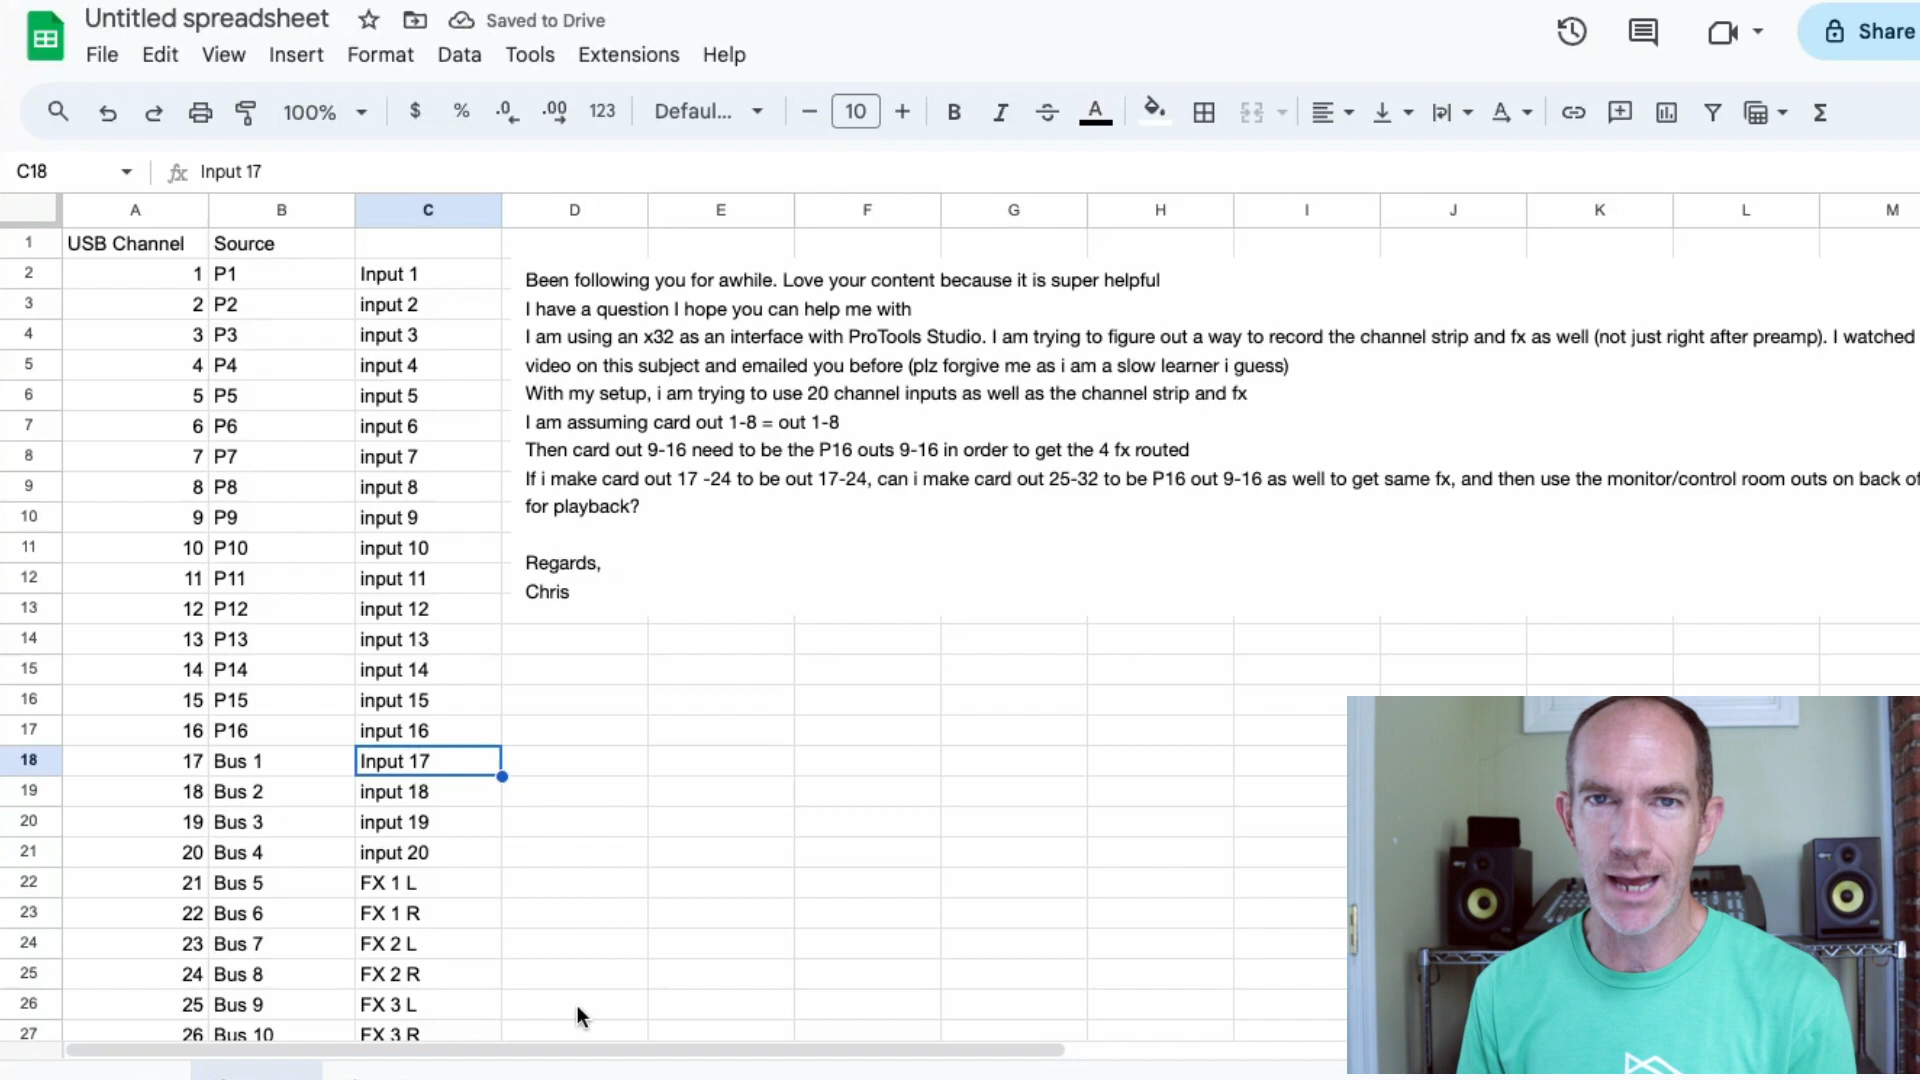 Untitled spreadsheet Saved to Drive
File Edit View Insert Format Data Tools Extensions Help
Share
100% $ % .0 .00 123 Defaul... 10 B I A A Σ
C18 fx Input 17
A B C D E F G H I J K L M
1 USB Channel Source
2 1 P1 Input 1
3 2 P2 input 2
4 3 P3 input 3
5 4 P4 input 4
6 5 P5 input 5
7 6 P6 input 6
8 7 P7 input 7
9 8 P8 input 8
10 9 P9 input 9
11 10 P10 input 10
12 11 P11 input 11
13 12 P12 input 12
14 13 P13 input 13
15 14 P14 input 14
16 15 P15 input 15
17 16 P16 input 16
18 17 Bus 1 Input 17
19 18 Bus 2 input 18
20 19 Bus 3 input 19
21 20 Bus 4 input 20
22 21 Bus 5 FX 1 L
23 22 Bus 6 FX 1 R
24 23 Bus 7 FX 2 L
25 24 Bus 8 FX 2 R
26 25 Bus 9 FX 3 L
27 26 Bus 10 FX 3 R
Been following you for awhile. Love your content because it is super helpful
I have a question I hope you can help me with
I am using an x32 as an interface with ProTools Studio. I am trying to figure out a way to record the channel strip and fx as well (not just right after preamp). I watched
video on this subject and emailed you before (plz forgive me as i am a slow learner i guess)
With my setup, i am trying to use 20 channel inputs as well as the channel strip and fx
I am assuming card out 1-8 = out 1-8
Then card out 9-16 need to be the P16 outs 9-16 in order to get the 4 fx routed
If i make card out 17 -24 to be out 17-24, can i make card out 25-32 to be P16 out 9-16 as well to get same fx, and then use the monitor/control room outs on back of
for playback?
Regards,
Chris